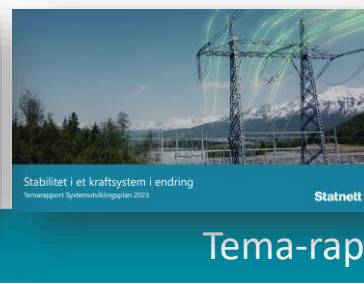 Stabilitet i et kraftsystem i endring
Temarapport Systemutviklingsplan 2023
Statnett
Tema-rap